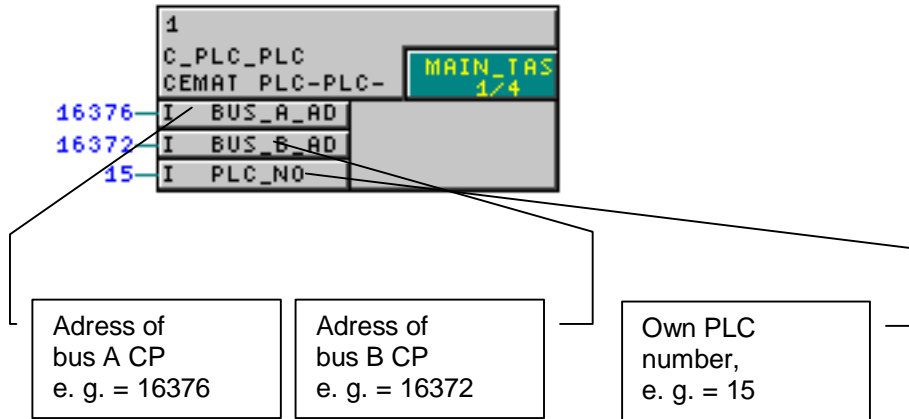 1
C_PLC_PLC
CEMAT PLC-PLC-
MAIN_TAS
1/4
16376 I BUS_A_AD
16372 I BUS_B_AD
15 I PLC_NO
Adress of
bus A CP
e. g. = 16376
Adress of
bus B CP
e. g. = 16372
Own PLC
number,
e. g. = 15